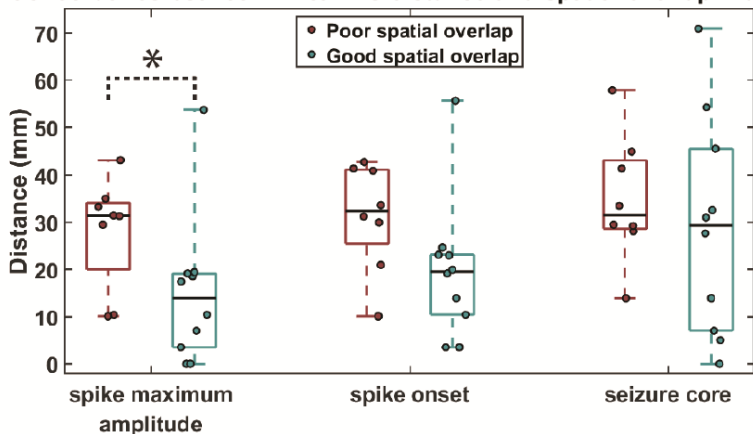 70
60
50
40
30
20
10
0
Distance (mm)
Poor spatial overlap
Good spatial overlap
*
spike maximum
amplitude
spike onset
seizure core